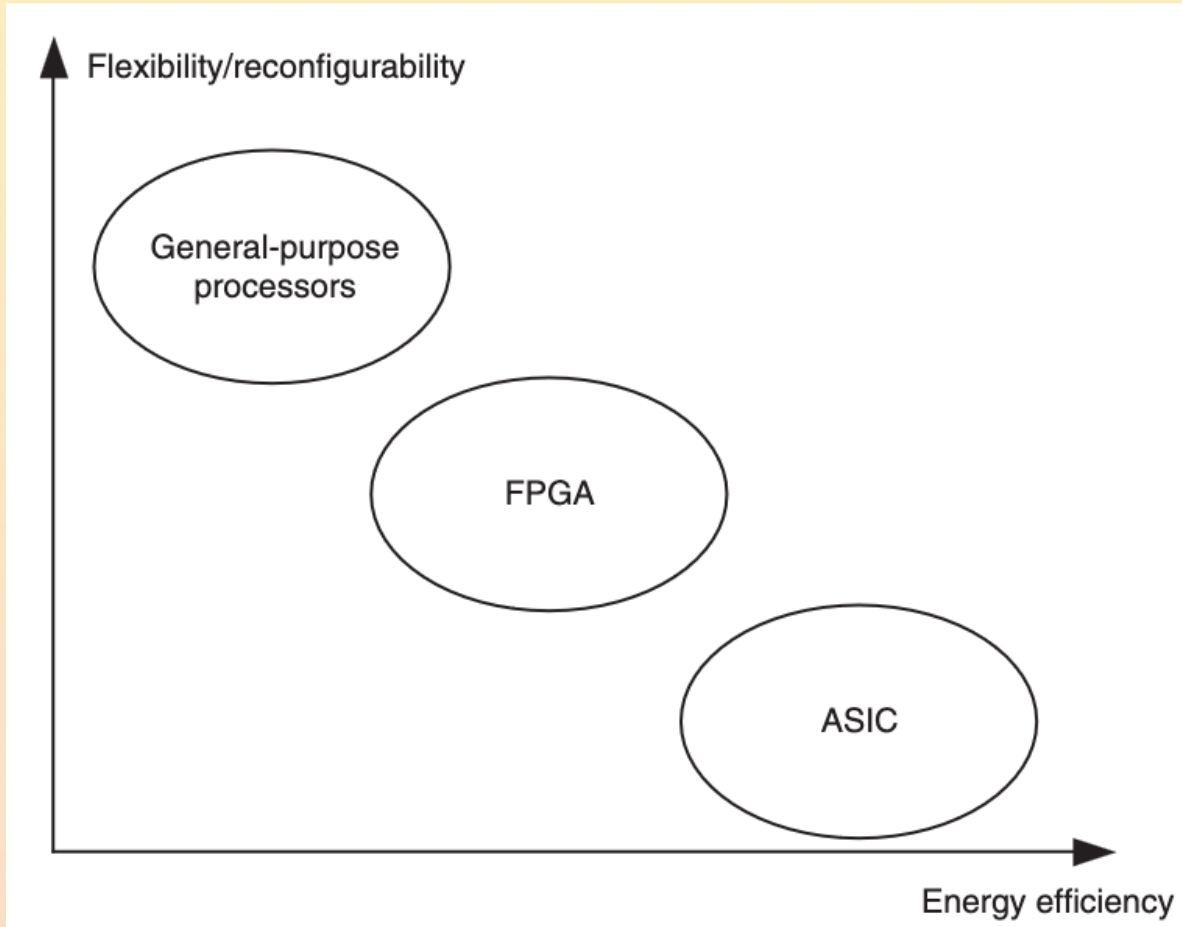 Flexibility/reconfigurability
General-purpose
processors
FPGA
ASIC
Energy efficiency